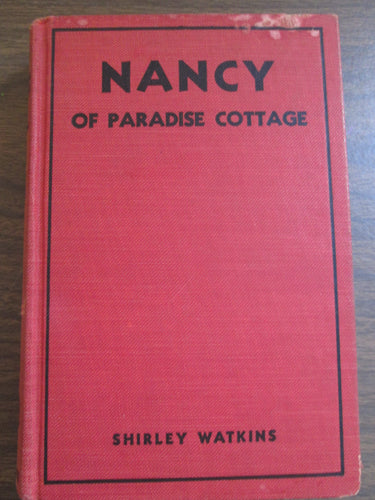 NANCY
OF PARADISE COTTAGE
SHIRLEY WATKINS